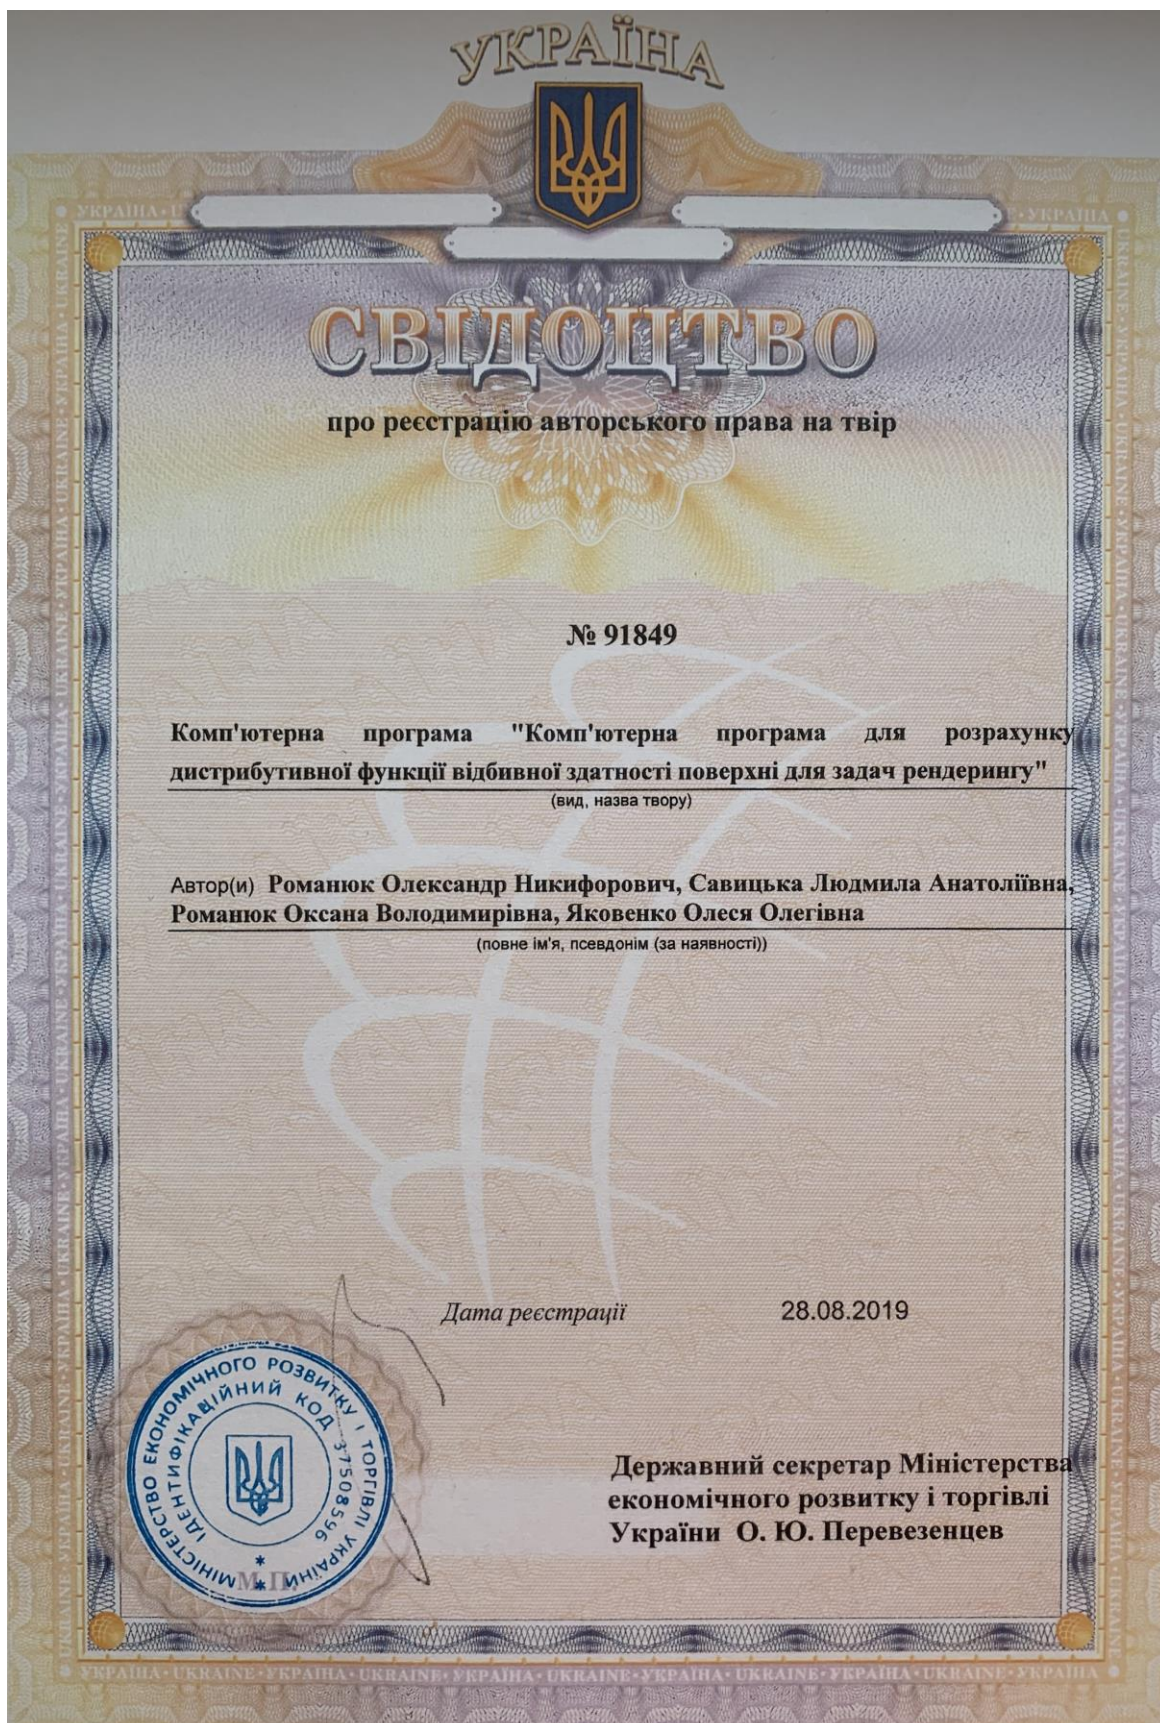 УКРАЇНА
СВІДОЦТВО
про реєстрацію авторського права на твір
№ 91849
Комп'ютерна програма "Комп'ютерна програма для розрахунку
дистрибутивної функції відбивної здатності поверхні для задач рендерингу"
(вид, назва твору)
Автор(и) Романюк Олександр Никифорович, Савицька Людмила Анатоліївна,
Романюк Оксана Володимирівна, Яковенко Олеся Олегівна
(повне ім'я, псевдонім (за наявності))
Дата реєстрації 28.08.2019
Державний секретар Міністерства
економічного розвитку і торгівлі
України О. Ю. Перевезенцев
МІНІСТЕРСТВО ЕКОНОМІЧНОГО РОЗВИТКУ І ТОРГІВЛІ УКРАЇНИ
ІДЕНТИФІКАЦІЙНИЙ КОД 37508596
М.П.